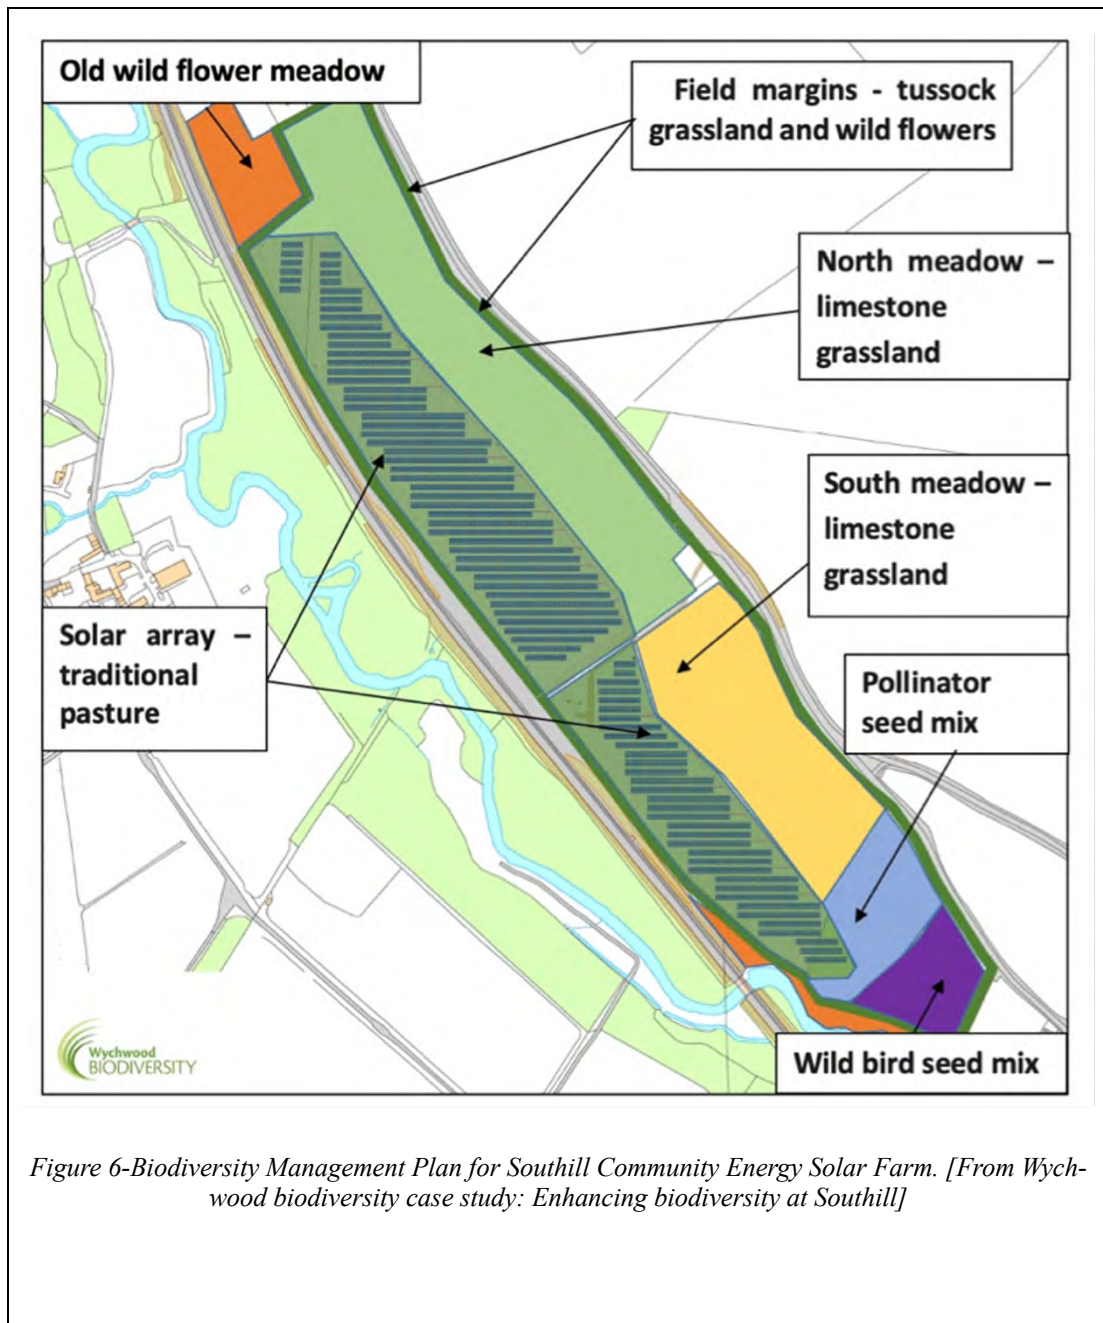 Old wild flower meadow
Field margins - tussock
grassland and wild flowers
North meadow –
limestone
grassland
South meadow –
limestone
grassland
Solar array –
traditional
pasture
Pollinator
seed mix
Wychwood
BIODIVERSITY
Wild bird seed mix
Figure 6-Biodiversity Management Plan for Southill Community Energy Solar Farm. [From Wych-
wood biodiversity case study: Enhancing biodiversity at Southill]